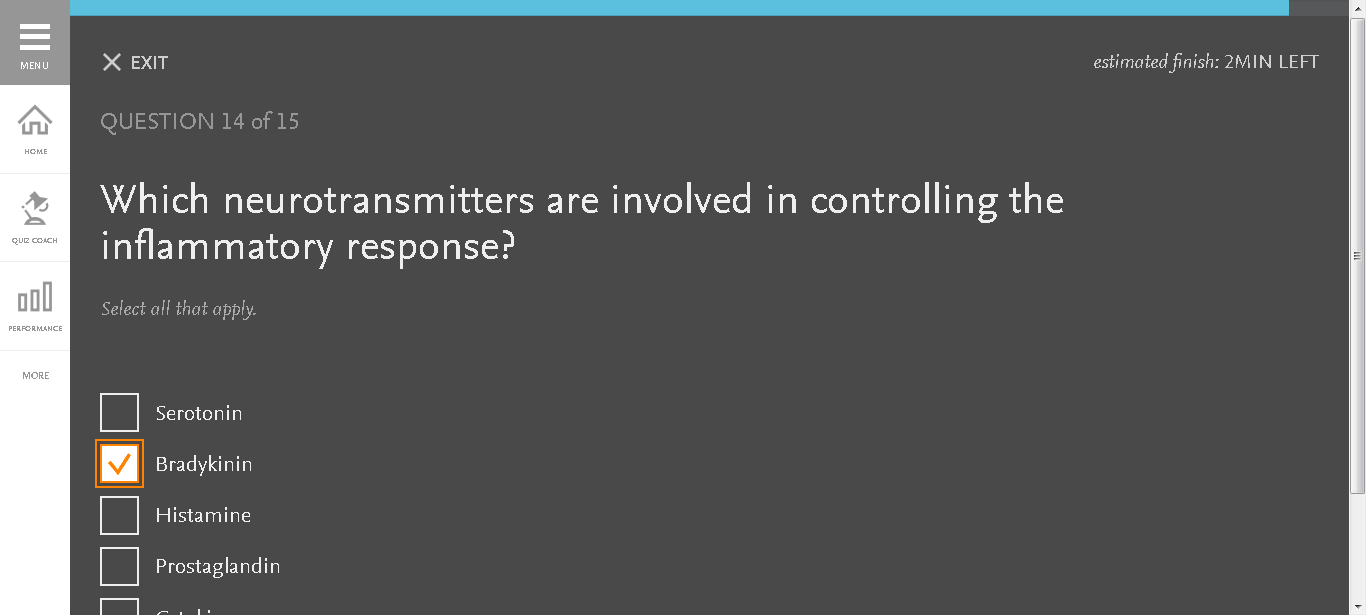 MENU
EXIT
estimated finish: 2MIN LEFT
QUESTION 14 of 15
HOME
Which neurotransmitters are involved in controlling the
inflammatory response?
QUIZ COACH
Select all that apply.
PERFORMANCE
MORE
Serotonin
Bradykinin
Histamine
Prostaglandin